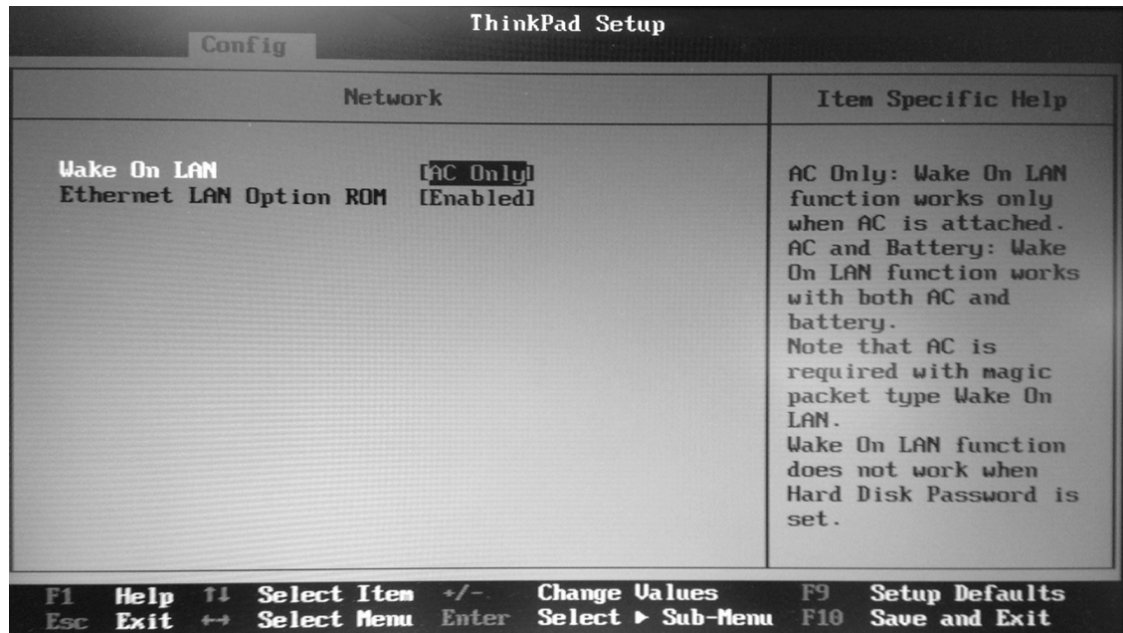 ThinkPad Setup
Config
Network
Item Specific Help
Wake On LAN [AC Only]
Ethernet LAN Option ROM [Enabled]
AC Only: Wake On LAN
function works only
when AC is attached.
AC and Battery: Wake
On LAN function works
with both AC and
battery.
Note that AC is
required with magic
packet type Wake On
LAN.
Wake On LAN function
does not work when
Hard Disk Password is
set.
F1 Help ↑↓ Select Item +/- Change Values F9 Setup Defaults
Esc Exit ↔ Select Menu Enter Select ▶ Sub-Menu F10 Save and Exit